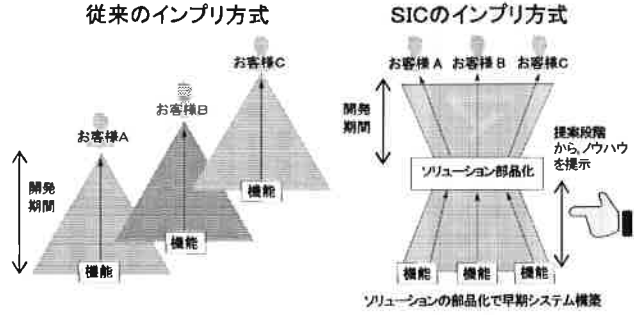 従来のインプリ方式
お客様C
お客様B
お客様A
開発
期間
機能
機能
機能
SICのインプリ方式
お客様A
お客様B
お客様C
開発
期間
提案段階
から、ノウハウ
を提示
ソリューション部品化
機能
機能
機能
ソリューションの部品化で早期システム構築